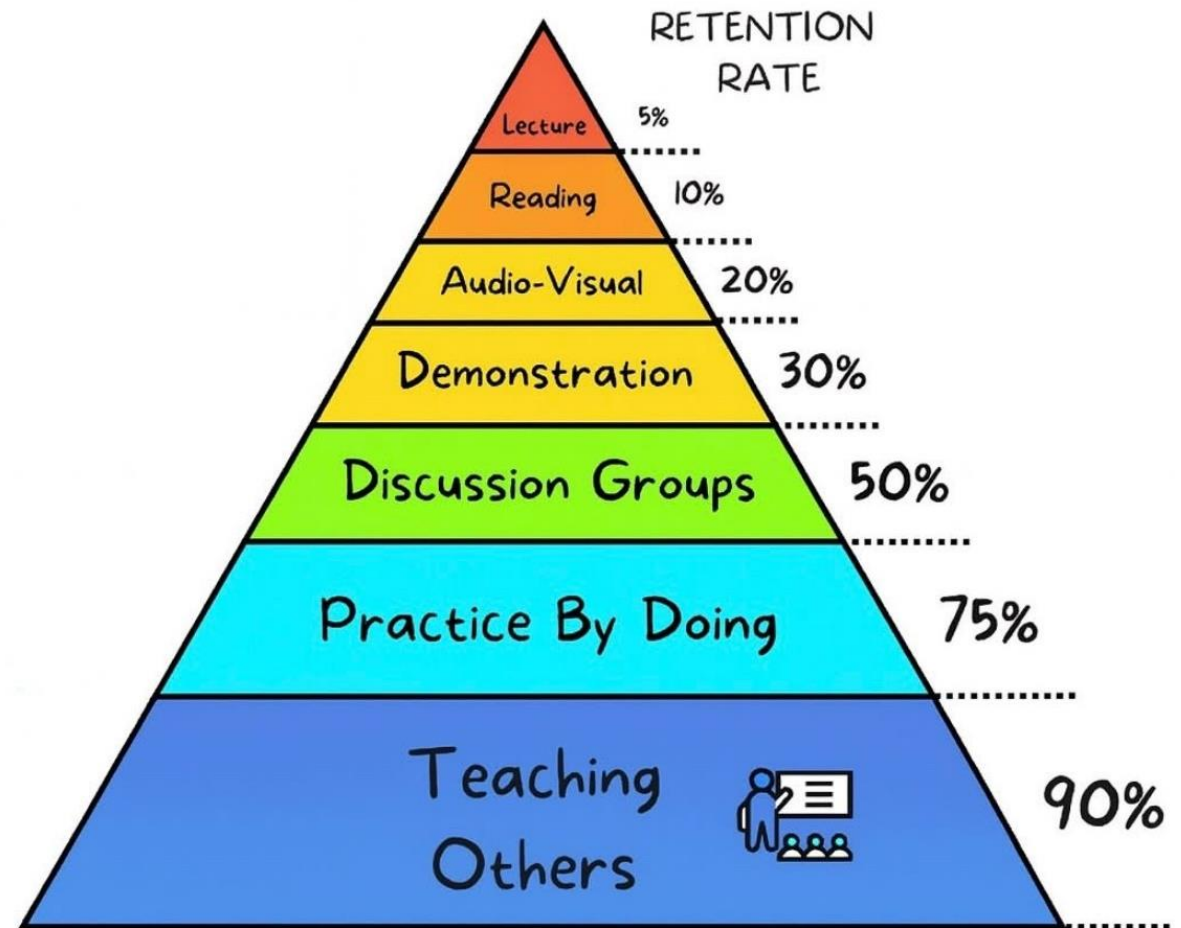 RETENTION
RATE
Lecture 5%
Reading 10%
Audio-Visual 20%
Demonstration 30%
Discussion Groups 50%
Practice By Doing 75%
Teaching
Others
90%